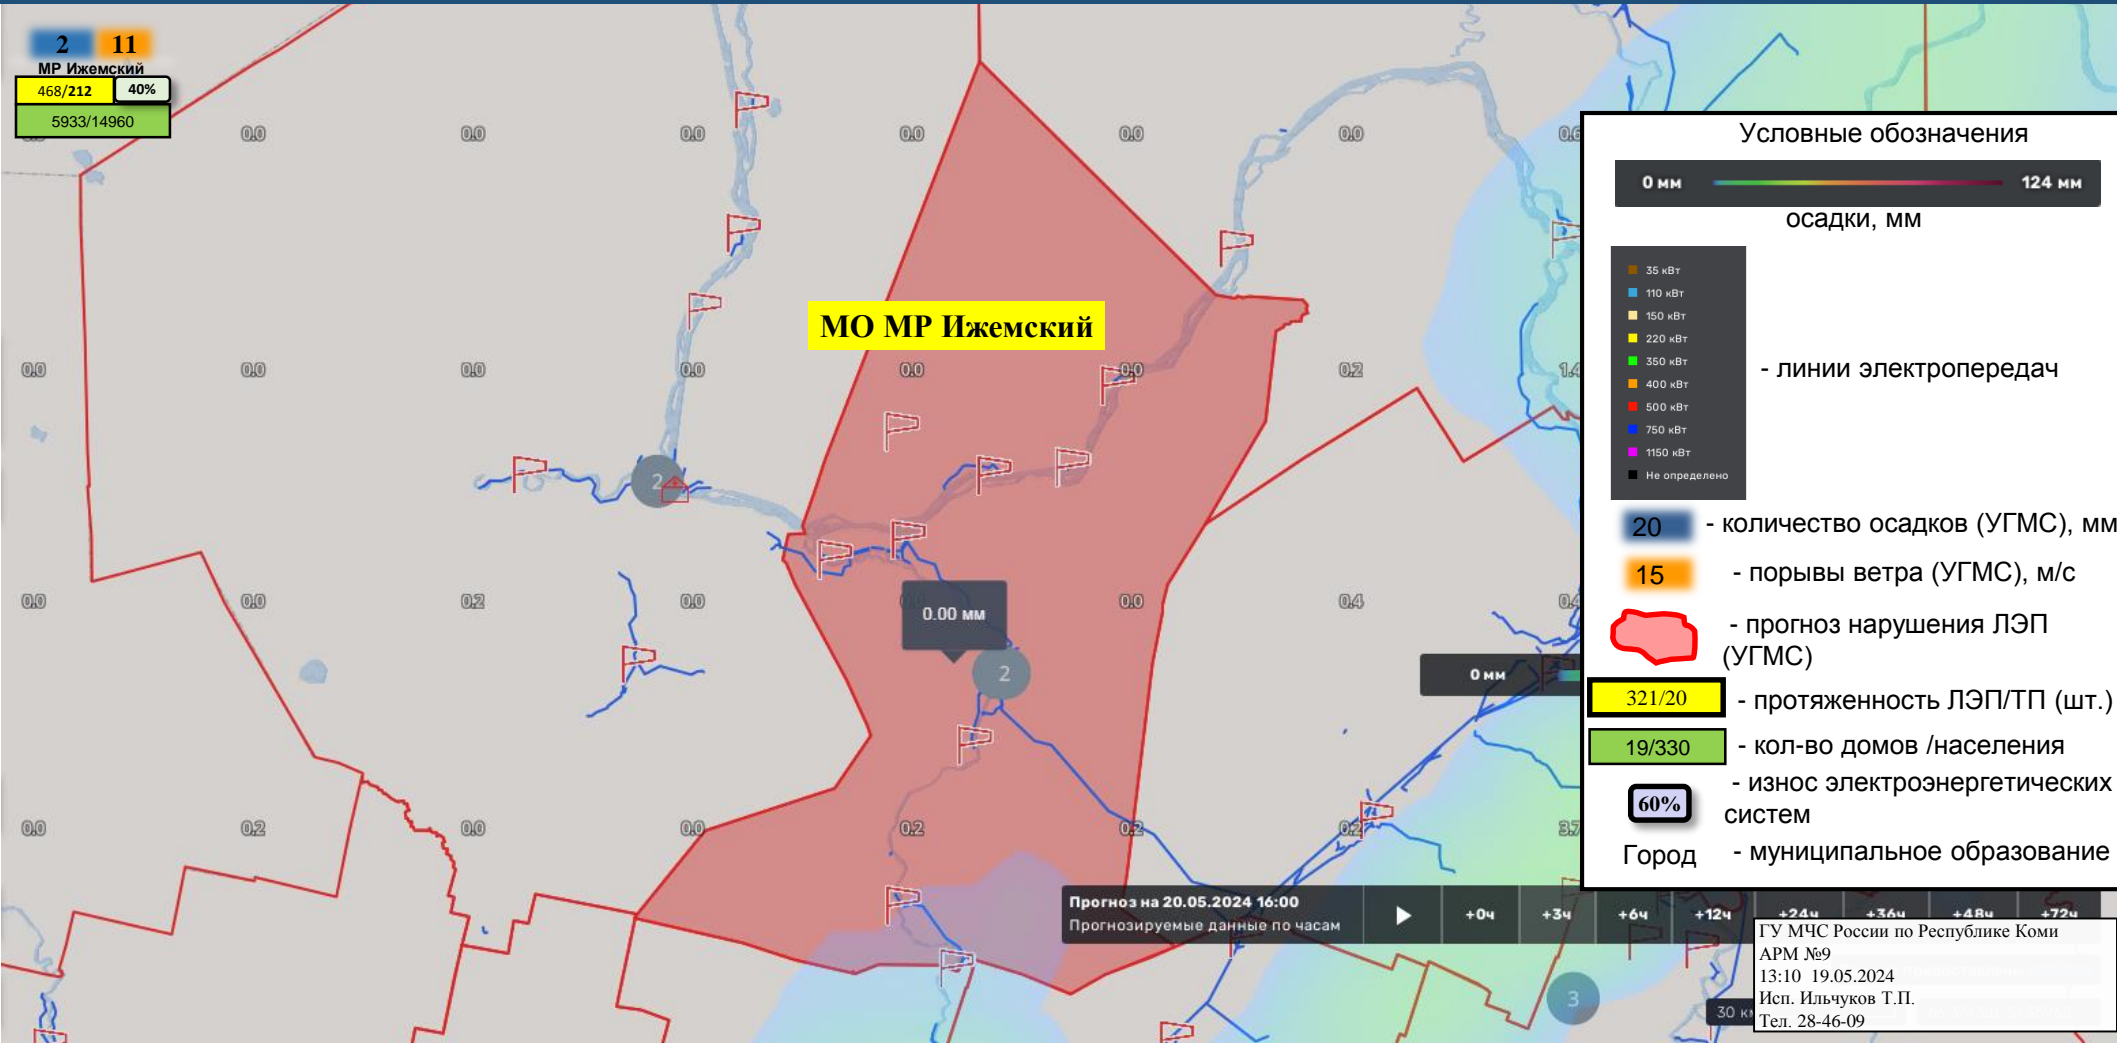 2 11
МР Ижемский
468/212 40%
5933/14960
0.0 0.0 0.0 0.0 0.0 0.0
МО МР Ижемский
0.0 0.0 0.0 0.0 0.0 0.0 0.2
2
0.0 0.0 0.2 0.0 0.0 0.4
0.00 мм
2
0 мм
0.0 0.2 0.0 0.0 0.2 0.2 0.2
Прогноз на 20.05.2024 16:00
Прогнозируемые данные по часам
+0ч +3ч +6ч +12ч +24ч +36ч +48ч +72ч
3
Условные обозначения
0 мм 124 мм
осадки, мм
35 кВт
110 кВт
150 кВт
220 кВт
350 кВт
400 кВт
500 кВт
750 кВт
1150 кВт
Не определено
- линии электропередач
20 - количество осадков (УГМС), мм
15 - порывы ветра (УГМС), м/с
- прогноз нарушения ЛЭП
(УГМС)
321/20 - протяженность ЛЭП/ТП (шт.)
19/330 - кол-во домов /населения
60% - износ электроэнергетических
систем
Город - муниципальное образование
ГУ МЧС России по Республике Коми
АРМ №9
13:10 19.05.2024
Исп. Ильчуков Т.П.
Тел. 28-46-09